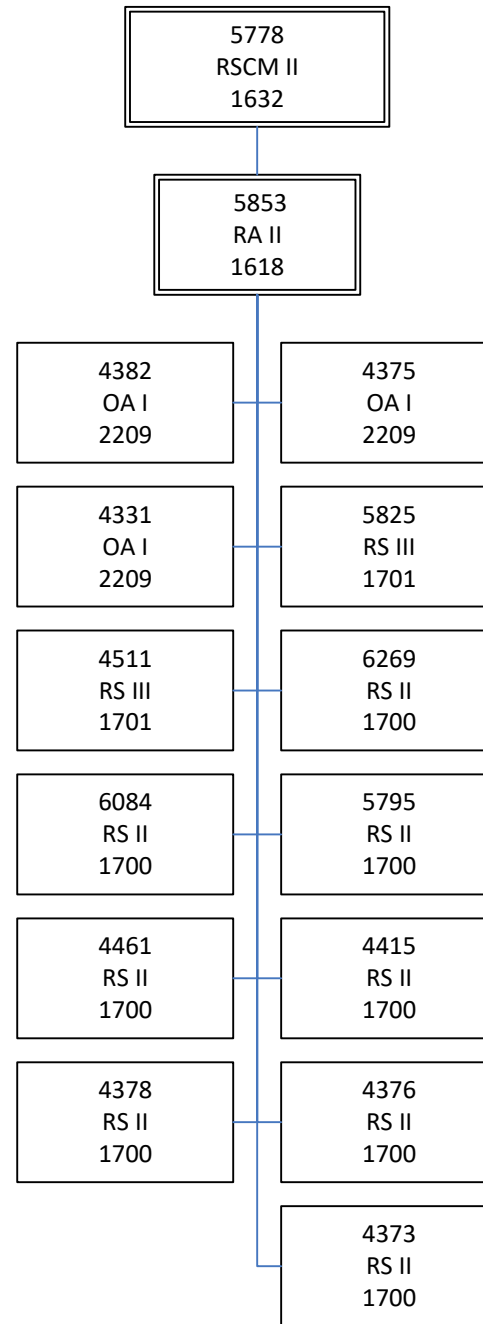 5778
RSCM II
1632
5853
RA II
1618
4382
OA I
2209
4375
OA I
2209
4331
OA I
2209
5825
RS III
1701
4511
RS III
1701
6269
RS II
1700
6084
RS II
1700
5795
RS II
1700
4461
RS II
1700
4415
RS II
1700
4378
RS II
1700
4376
RS II
1700
4373
RS II
1700